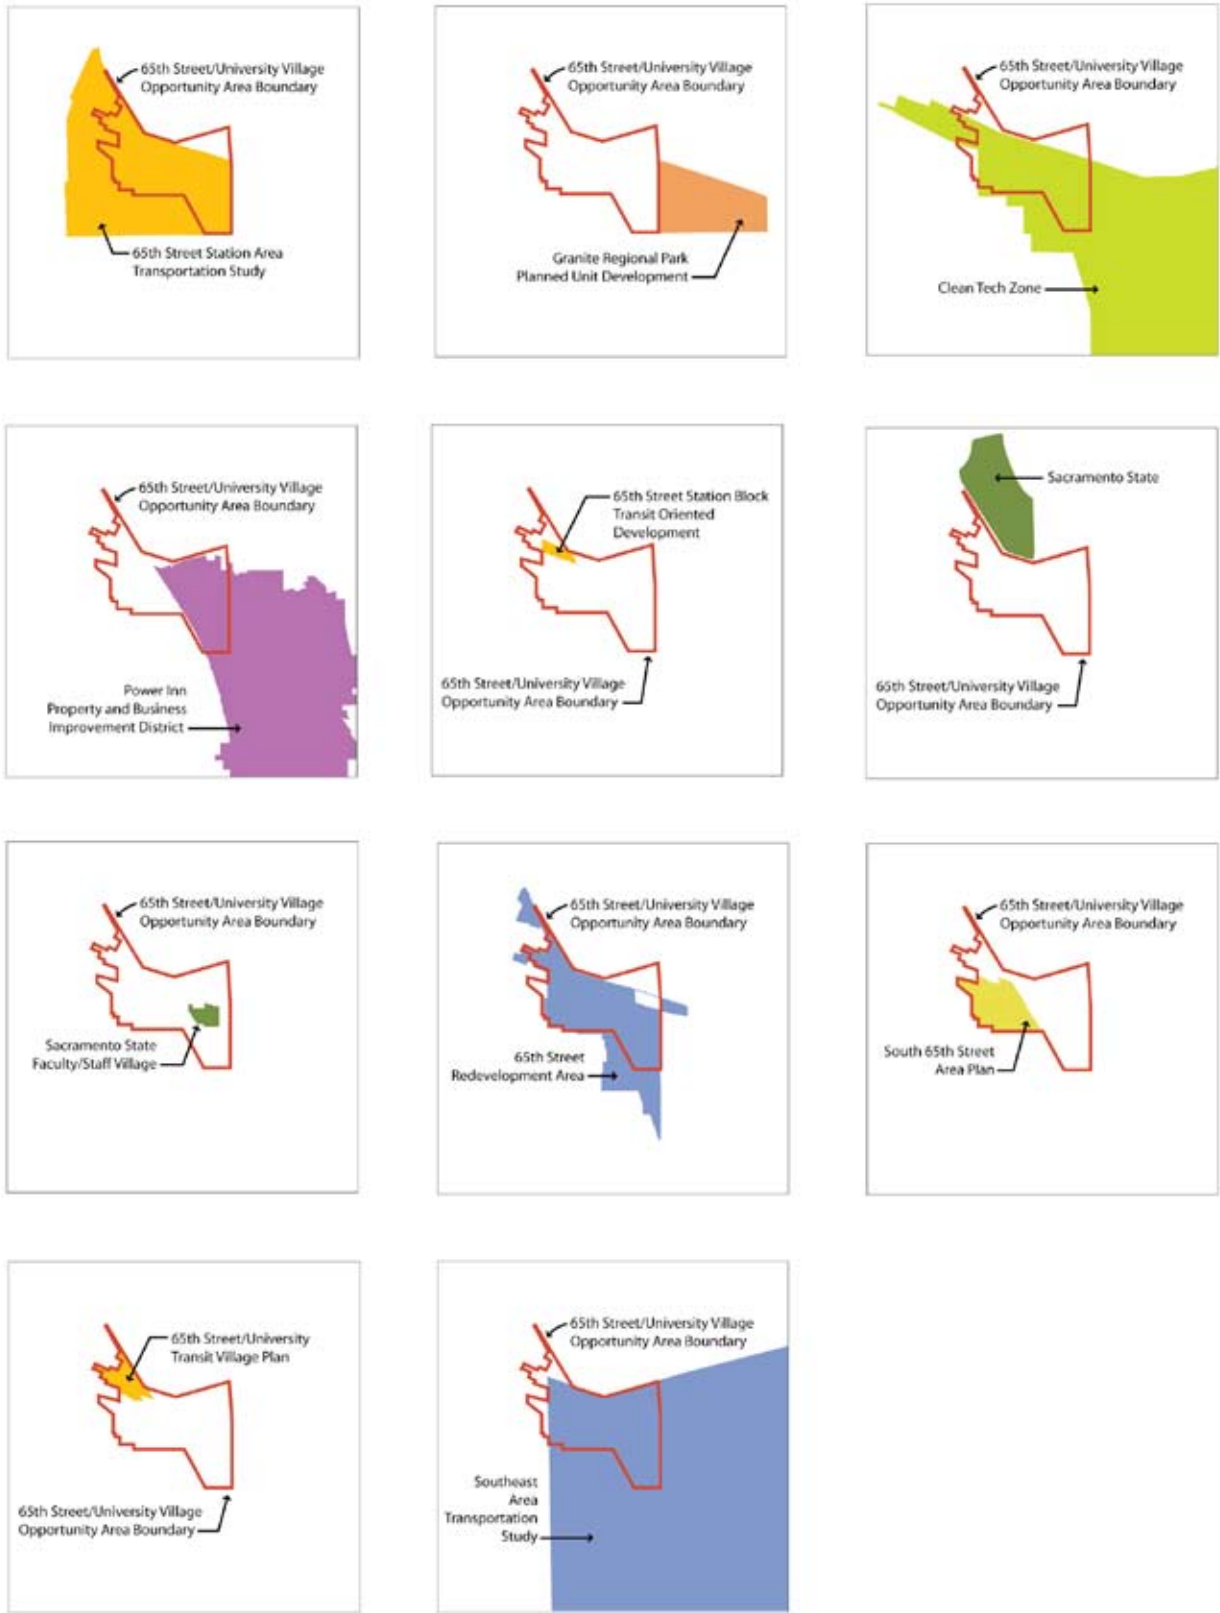 65th Street/University Village
Opportunity Area Boundary
65th Street Station Area
Transportation Study
65th Street/University Village
Opportunity Area Boundary
Granite Regional Park
Planned Unit Development
65th Street/University Village
Opportunity Area Boundary
Clean Tech Zone
65th Street/University Village
Opportunity Area Boundary
Power Inn
Property and Business
Improvement District
65th Street Station Block
Transit Oriented
Development
65th Street/University Village
Opportunity Area Boundary
Sacramento State
65th Street/University Village
Opportunity Area Boundary
65th Street/University Village
Opportunity Area Boundary
Sacramento State
Faculty/Staff Village
65th Street/University Village
Opportunity Area Boundary
65th Street
Redevelopment Area
65th Street/University Village
Opportunity Area Boundary
South 65th Street
Area Plan
65th Street/University
Transit Village Plan
65th Street/University Village
Opportunity Area Boundary
65th Street/University Village
Opportunity Area Boundary
Southeast
Area
Transportation
Study